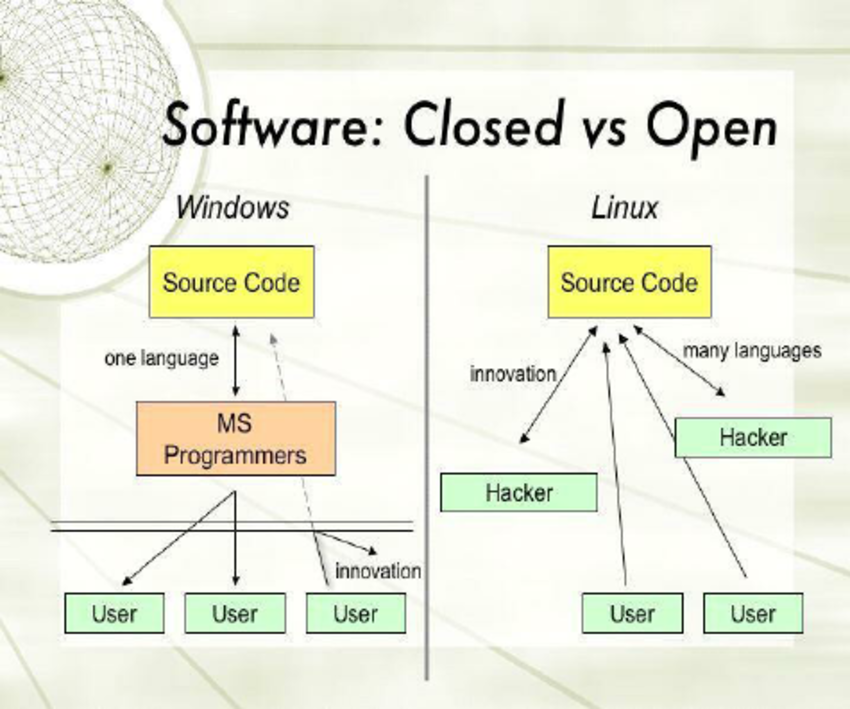 Software: Closed vs Open
Windows
Source Code
one language
MS
Programmers
innovation
User
User
User
Linux
Source Code
many languages
innovation
Hacker
Hacker
User
User